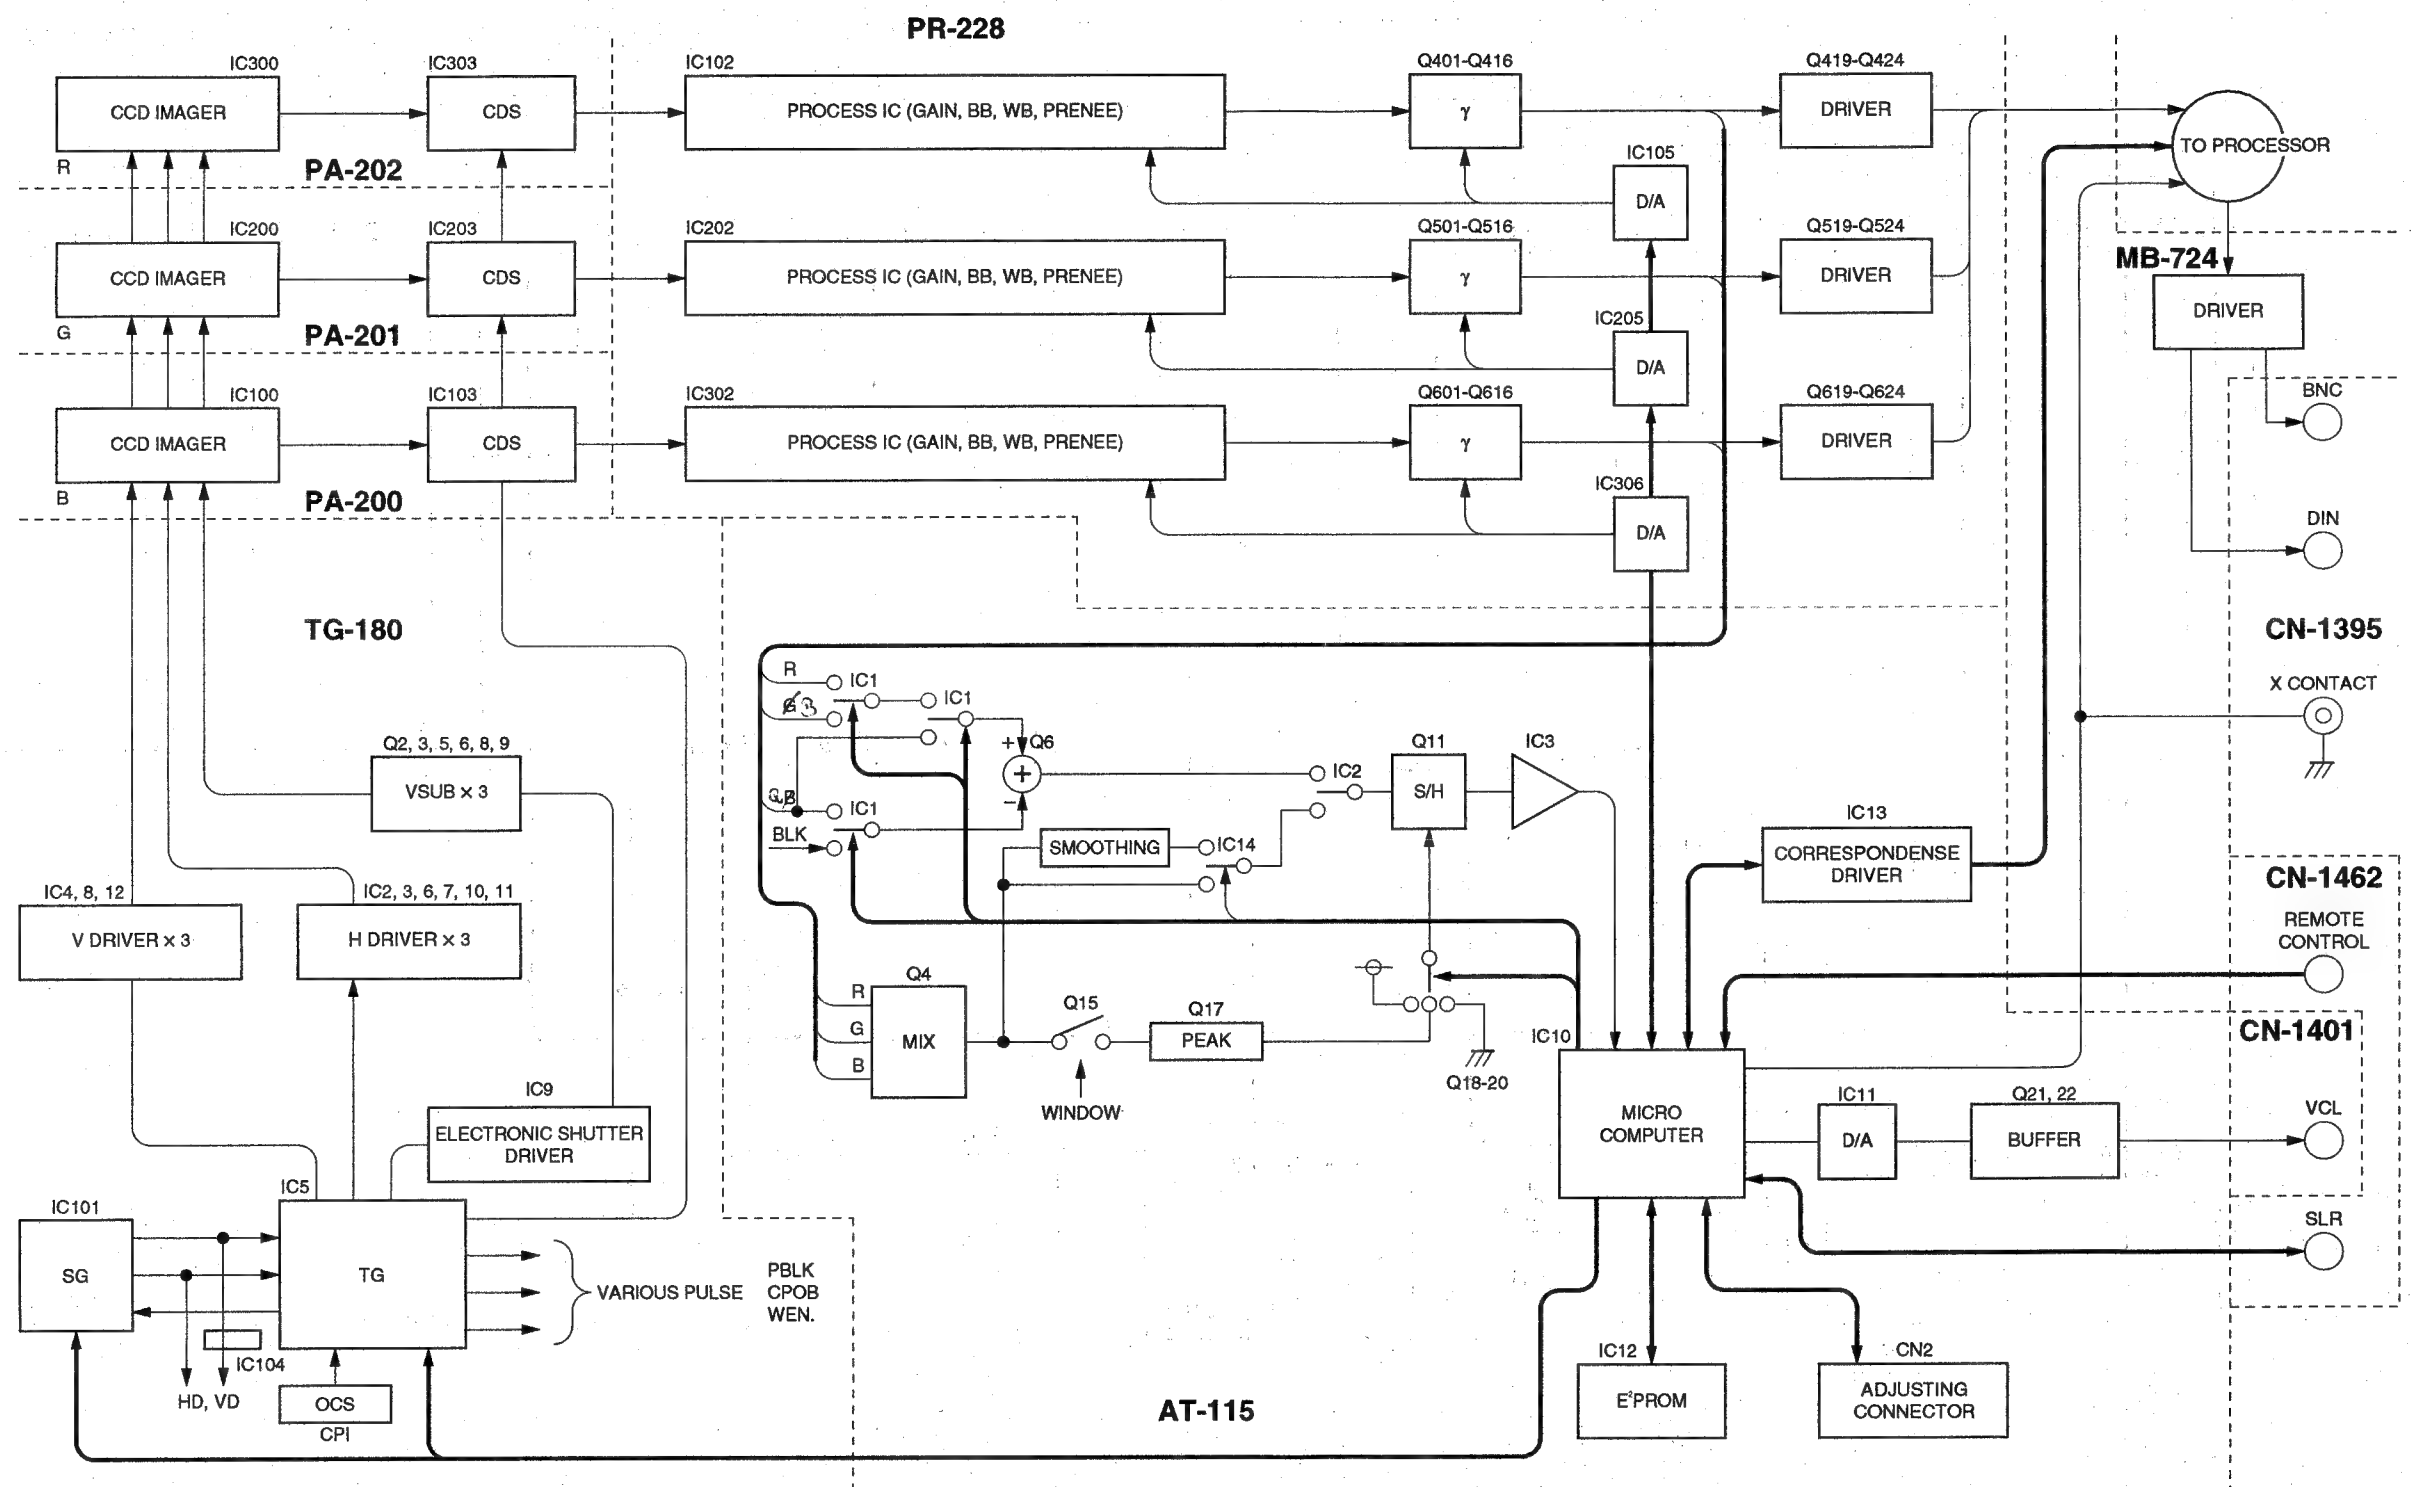 PR-228
IC300
IC303
IC102
Q401-Q416
Q419-Q424
CCD IMAGER
CDS
PROCESS IC (GAIN, BB, WB, PRENEE)
γ
DRIVER
TO PROCESSOR
R
PA-202
IC105
D/A
IC200
IC203
IC202
Q501-Q516
Q519-Q524
MB-724
CCD IMAGER
CDS
PROCESS IC (GAIN, BB, WB, PRENEE)
γ
DRIVER
DRIVER
G
PA-201
IC205
D/A
IC100
IC103
IC302
Q601-Q616
Q619-Q624
BNC
CCD IMAGER
CDS
PROCESS IC (GAIN, BB, WB, PRENEE)
γ
DRIVER
B
PA-200
IC306
D/A
DIN
TG-180
CN-1395
R
IC1
IC1
X CONTACT
B
Q2, 3, 5, 6, 8, 9
VSUB × 3
+
Q6
+
−
IC2
Q11
S/H
IC3
IC1
BLK
SMOOTHING
IC14
IC13
CORRESPONDENSE
DRIVER
CN-1462
REMOTE
CONTROL
IC4, 8, 12
V DRIVER × 3
IC2, 3, 6, 7, 10, 11
H DRIVER × 3
Q4
R
G
B
MIX
Q15
WINDOW
Q17
PEAK
Q18-20
IC10
MICRO
COMPUTER
CN-1401
IC11
D/A
Q21, 22
BUFFER
VCL
IC9
ELECTRONIC SHUTTER
DRIVER
IC5
TG
IC101
SG
SLR
VARIOUS PULSE
PBLK
CPOB
WEN.
IC104
HD, VD
OCS
CPI
AT-115
IC12
E²PROM
CN2
ADJUSTING
CONNECTOR